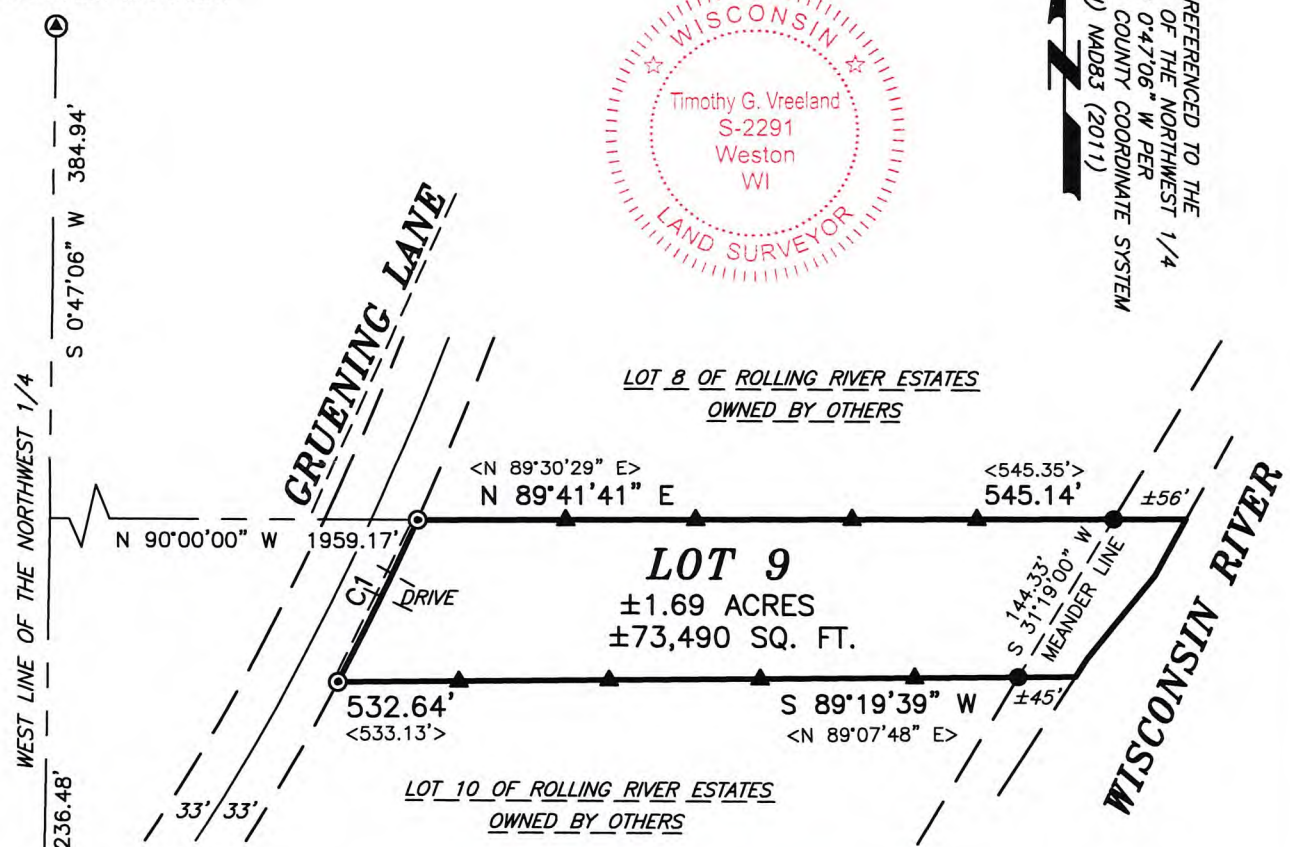 WISCONSIN
Timothy G. Vreeland
S-2291
Weston
WI
LAND SURVEYOR
REFERENCED TO THE
OF THE NORTHWEST 1/4
0°47'06" W PER
COUNTY COORDINATE SYSTEM
NAD83 (2011)
S 0°47'06" W 384.94'
WEST LINE OF THE NORTHWEST 1/4
236.48'
GRUENING LANE
LOT 8 OF ROLLING RIVER ESTATES
OWNED BY OTHERS
<N 89°30'29" E>
N 89°41'41" E
<545.35'>
545.14'
±56'
N 90°00'00" W 1959.17'
C1
DRIVE
LOT 9
±1.69 ACRES
±73,490 SQ. FT.
144.33'
S 31°19'00" W
MEANDER LINE
WISCONSIN RIVER
532.64'
<533.13'>
S 89°19'39" W
<N 89°07'48" E>
±45'
33' 33'
LOT 10 OF ROLLING RIVER ESTATES
OWNED BY OTHERS